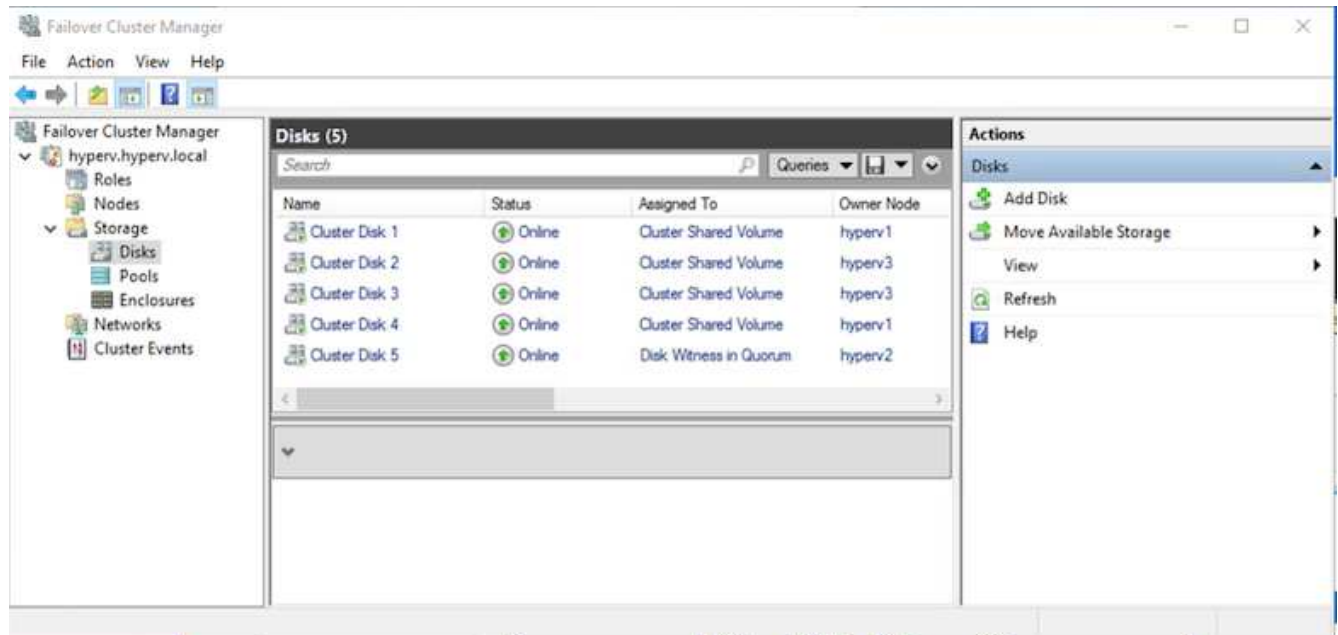 Failover Cluster Manager
File Action View Help
Failover Cluster Manager
hyperv.hyperv.local
Roles
Nodes
Storage
Disks
Pools
Enclosures
Networks
Cluster Events
Disks (5)
Search Queries
Name Status Assigned To Owner Node
Cluster Disk 1 Online Cluster Shared Volume hyperv1
Cluster Disk 2 Online Cluster Shared Volume hyperv3
Cluster Disk 3 Online Cluster Shared Volume hyperv3
Cluster Disk 4 Online Cluster Shared Volume hyperv1
Cluster Disk 5 Online Disk Witness in Quorum hyperv2
Actions
Disks
Add Disk
Move Available Storage
View
Refresh
Help